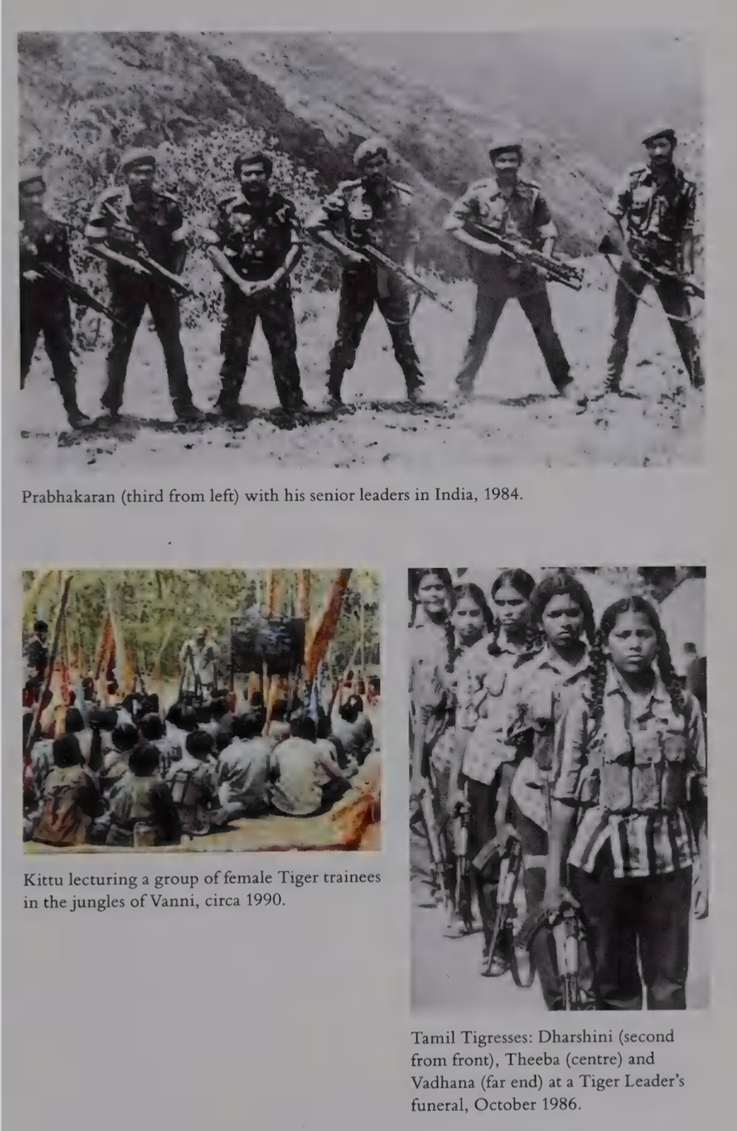 Prabhakaran (third from left) with his senior leaders in India, 1984.
Kittu lecturing a group of female Tiger trainees
in the jungles of Vanni, circa 1990.
Tamil Tigresses: Dharshini (second
from front), Theeba (centre) and
Vadhana (far end) at a Tiger Leader's
funeral, October 1986.